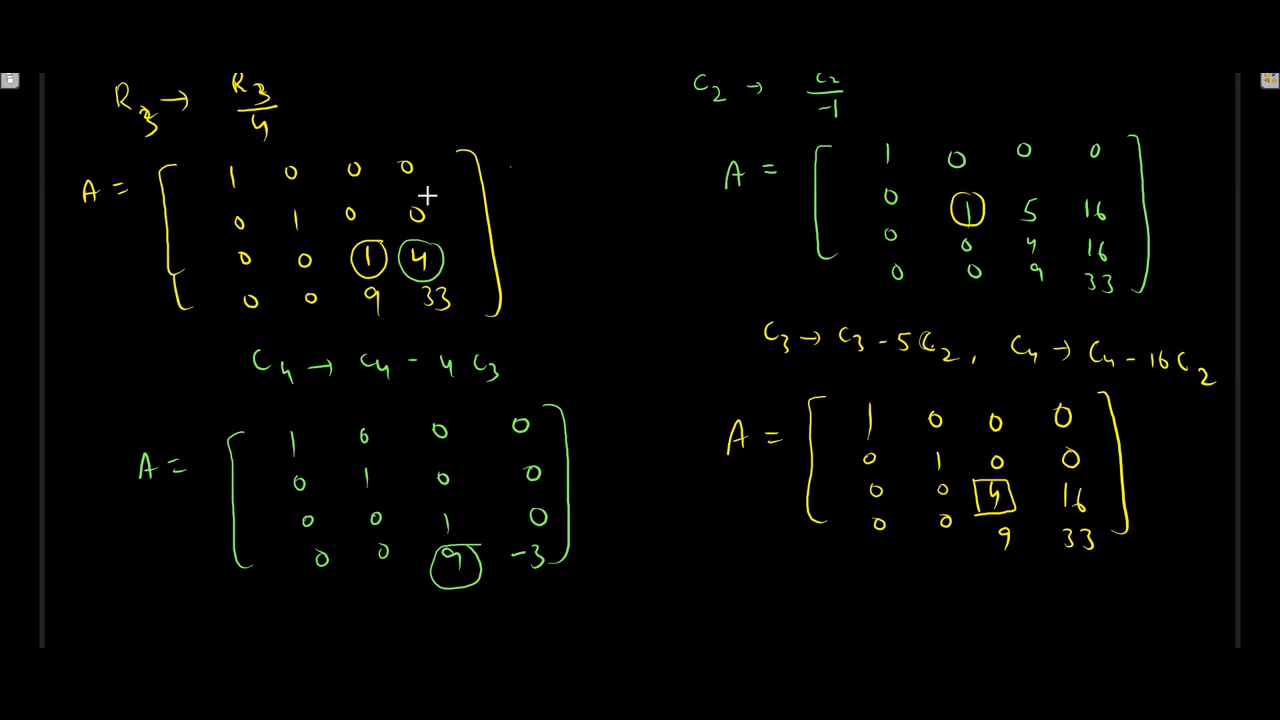 R3 → R3/4
A = [ 1 0 0 0
0 1 0 0
0 0 1 4
0 0 9 33 ]
C4 → C4 - 4 C3
A = [ 1 0 0 0
0 1 0 0
0 0 1 0
0 0 9 -3 ]
C2 → C2/-1
A = [ 1 0 0 0
0 1 5 16
0 0 4 16
0 0 9 33 ]
C3 → C3 - 5C2, C4 → C4 - 16C2
A = [ 1 0 0 0
0 1 0 0
0 0 4 16
0 0 9 33 ]